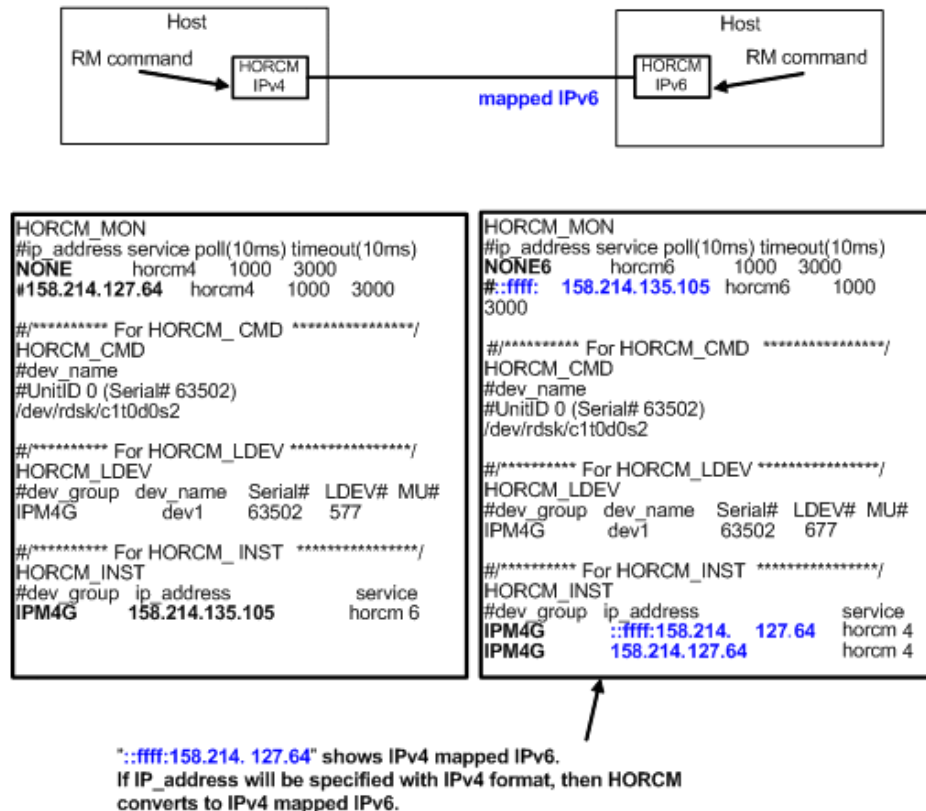 Host
RM command
HORCM
IPv4
mapped IPv6
Host
RM command
HORCM
IPv6
HORCM_MON
#ip_address service poll(10ms) timeout(10ms)
NONE horcm4 1000 3000
#158.214.127.64 horcm4 1000 3000
#/********** For HORCM_ CMD ****************/
HORCM_CMD
#dev_name
#UnitID 0 (Serial# 63502)
/dev/rdsk/c1t0d0s2
#/********** For HORCM_LDEV ****************/
HORCM_LDEV
#dev_group dev_name Serial# LDEV# MU#
IPM4G dev1 63502 577
#/********** For HORCM_ INST ****************/
HORCM_INST
#dev_group ip_address service
IPM4G 158.214.135.105 horcm 6
HORCM_MON
#ip_address service poll(10ms) timeout(10ms)
NONE6 horcm6 1000 3000
#::ffff: 158.214.135.105 horcm6 1000
3000
#/********** For HORCM_CMD ****************/
HORCM_CMD
#dev_name
#UnitID 0 (Serial# 63502)
/dev/rdsk/c1t0d0s2
#/********** For HORCM_LDEV ****************/
HORCM_LDEV
#dev_group dev_name Serial# LDEV# MU#
IPM4G dev1 63502 677
#/********** For HORCM_INST ****************/
HORCM_INST
#dev_group ip_address service
IPM4G ::ffff:158.214. 127.64 horcm 4
IPM4G 158.214.127.64 horcm 4
"::ffff:158.214. 127.64" shows IPv4 mapped IPv6.
If IP_address will be specified with IPv4 format, then HORCM
converts to IPv4 mapped IPv6.